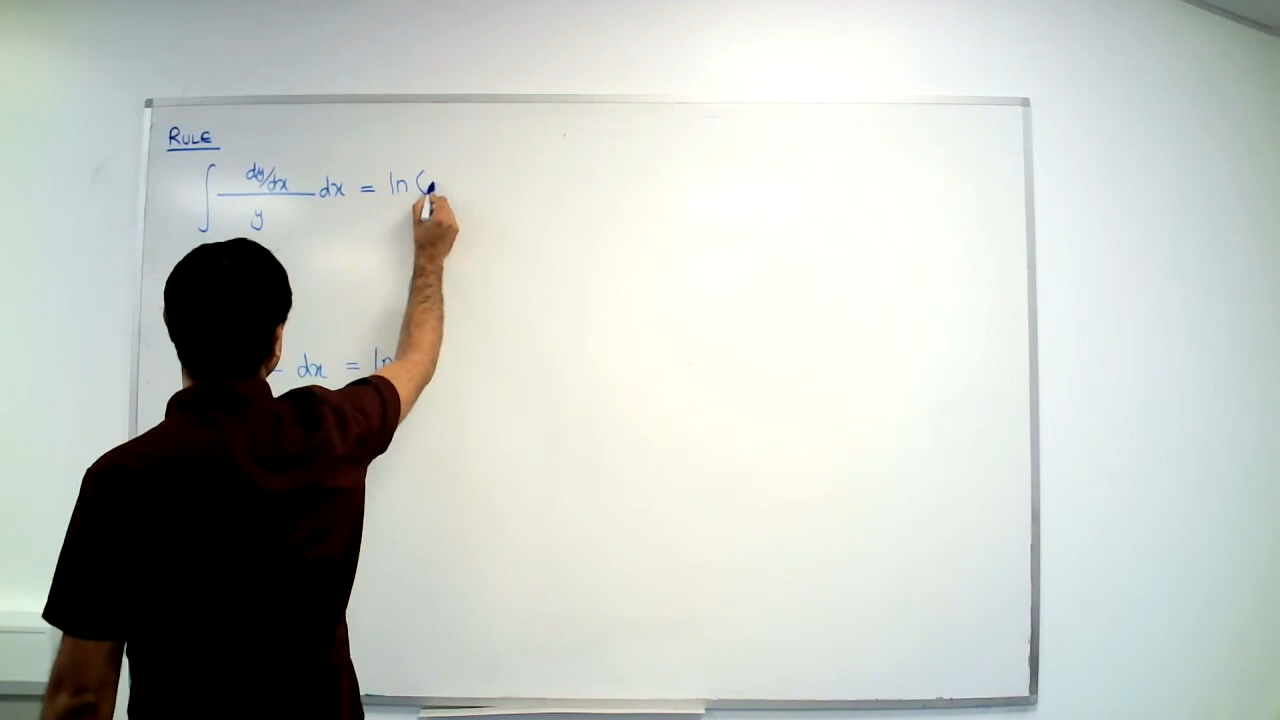 RULE
∫ dy/dx / y dx = ln (
dx = ln